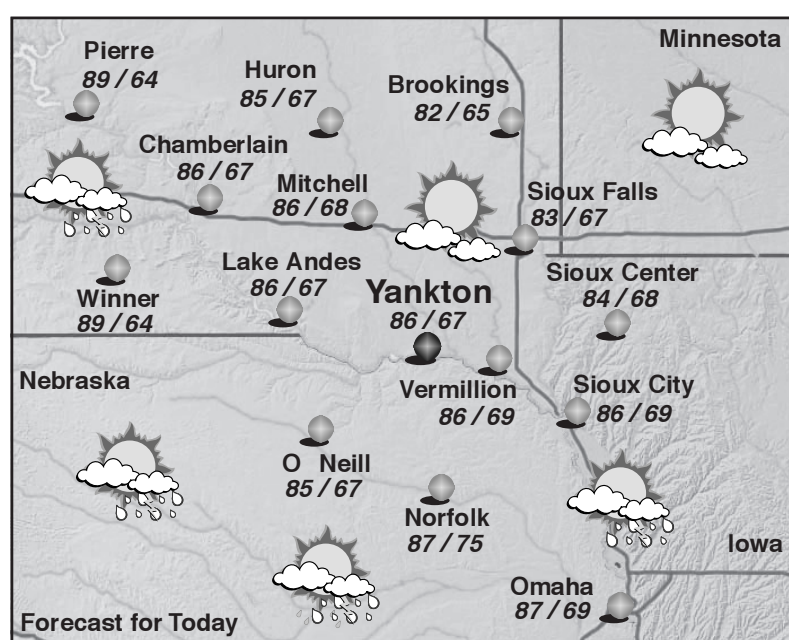 Minnesota
Pierre
89 / 64
Huron
85 / 67
Brookings
82 / 65
Chamberlain
86 / 67
Mitchell
86 / 68
Sioux Falls
83 / 67
Lake Andes
86 / 67
Winner
89 / 64
Yankton
86 / 67
Sioux Center
84 / 68
Nebraska
Vermillion
86 / 69
Sioux City
86 / 69
O Neill
85 / 67
Norfolk
87 / 75
Iowa
Omaha
87 / 69
Forecast for Today